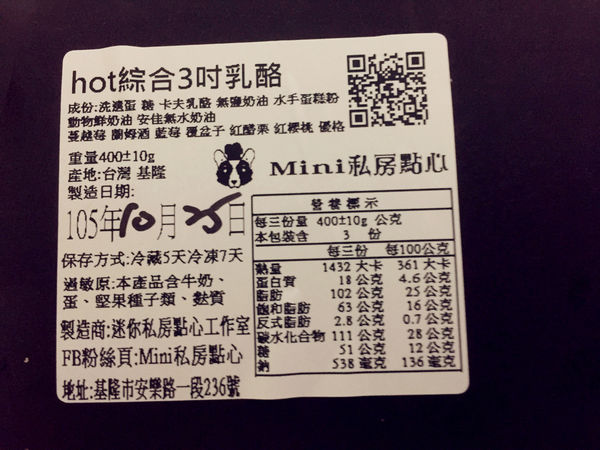 hot綜合3吋乳酪
成份:洗選蛋 糖 卡夫乳酪 無鹽奶油 水手蛋糕粉
動物鮮奶油 安佳無水奶油
蔓越莓 蘭姆酒 藍莓 覆盆子 紅醋栗 紅櫻桃 優格
重量400±10g
產地:台灣 基隆
製造日期:
105年10月25日
保存方式:冷藏5天冷凍7天
過敏原:本產品含牛奶、
蛋、堅果種子類、麩質
製造商:迷你私房點心工作室
FB粉絲頁:Mini私房點心
地址:基隆市安樂路一段236號
Mini私房點心
營養標示
每三份量 400±10g 公克
本包裝含 3 份
每三份 每100公克
熱量 1432 大卡 361 大卡
蛋白質 18 公克 4.6 公克
脂肪 102 公克 25 公克
飽和脂肪 63 公克 16 公克
反式脂肪 2.8 公克 0.7 公克
碳水化合物 111 公克 28 公克
糖 51 公克 12 公克
鈉 538 毫克 136 毫克